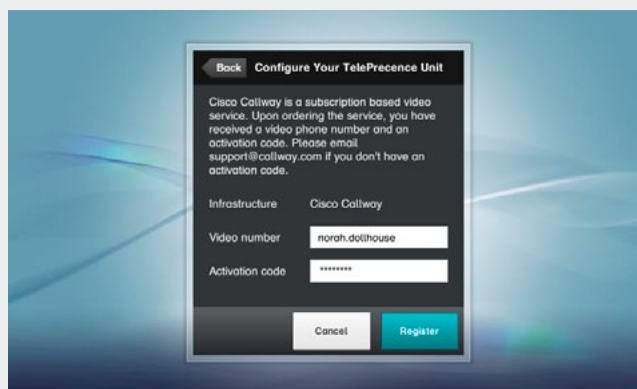 Back Configure Your TelePrecence Unit
Cisco Callway is a subscription based video
service. Upon ordering the service, you have
received a video phone number and an
activation code. Please email
support@callway.com if you don't have an
activation code.
Infrastructure Cisco Callway
Video number norah.dollhouse
Activation code ********
Cancel Register